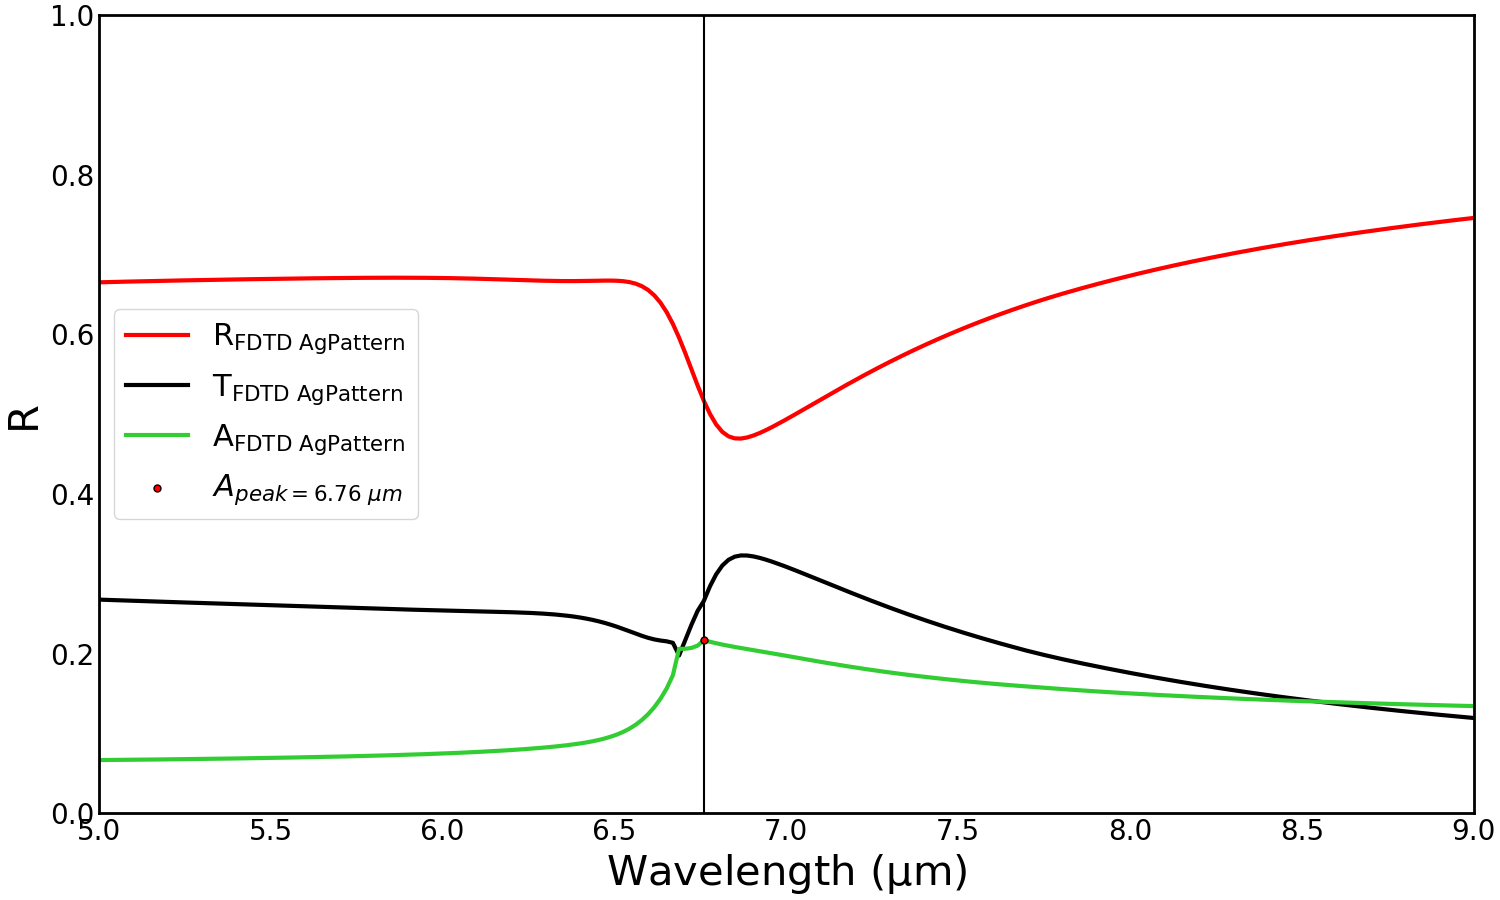 1.0
0.8
0.6
0.4
0.2
0.0
R
R_FDTD AgPattern
T_FDTD AgPattern
A_FDTD AgPattern
A_peak = 6.76 μm
5.0 5.5 6.0 6.5 7.0 7.5 8.0 8.5 9.0
Wavelength (μm)